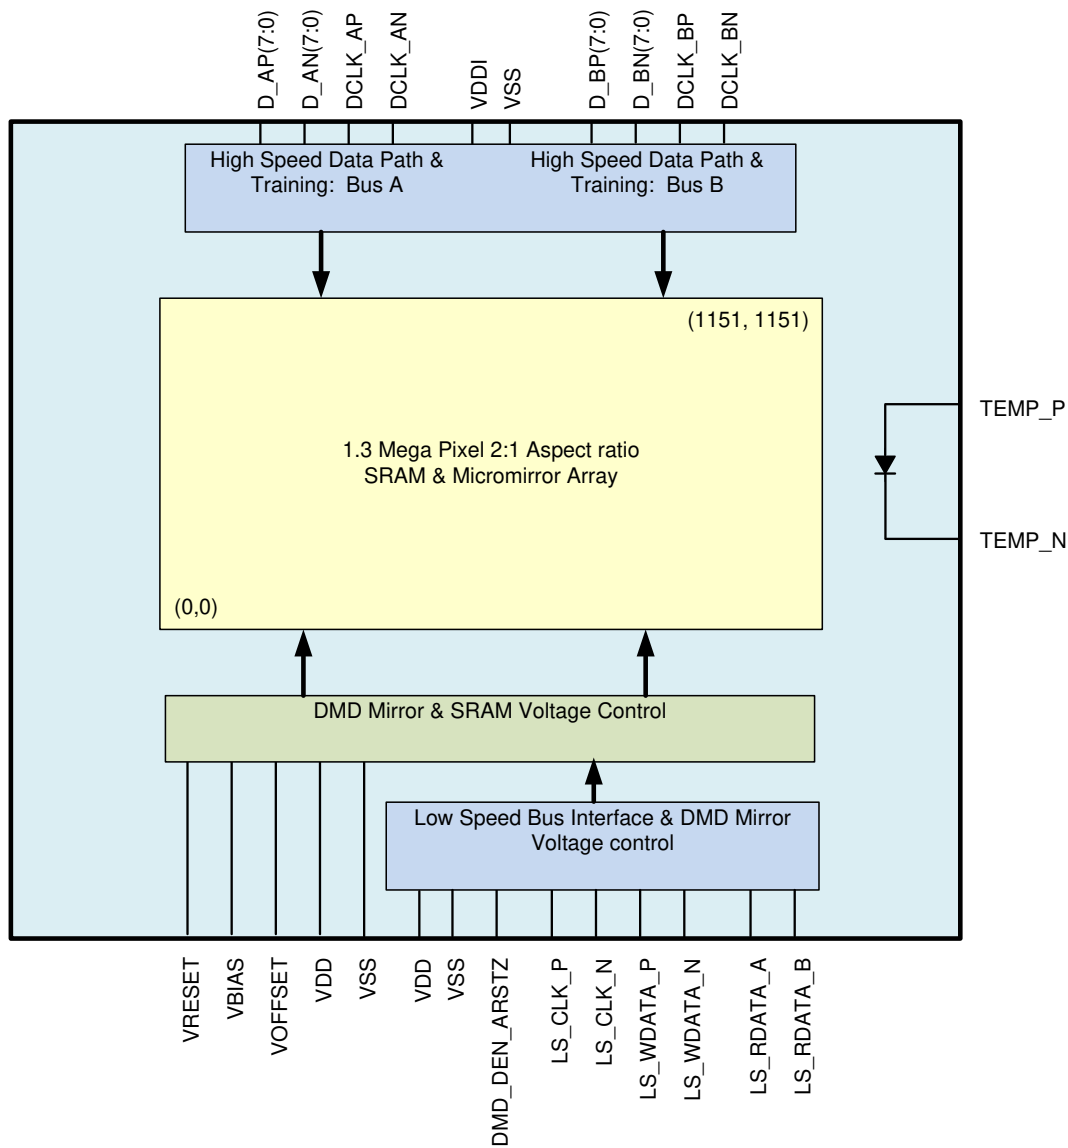 D_AP(7:0)
D_AN(7:0)
DCLK_AP
DCLK_AN
VDDI
VSS
D_BP(7:0)
D_BN(7:0)
DCLK_BP
DCLK_BN
High Speed Data Path &
Training: Bus A
High Speed Data Path &
Training: Bus B
(1151, 1151)
1.3 Mega Pixel 2:1 Aspect ratio
SRAM & Micromirror Array
(0,0)
TEMP_P
TEMP_N
DMD Mirror & SRAM Voltage Control
Low Speed Bus Interface & DMD Mirror
Voltage control
VRESET
VBIAS
VOFFSET
VDD
VSS
VDD
VSS
DMD_DEN_ARSTZ
LS_CLK_P
LS_CLK_N
LS_WDATA_P
LS_WDATA_N
LS_RDATA_A
LS_RDATA_B